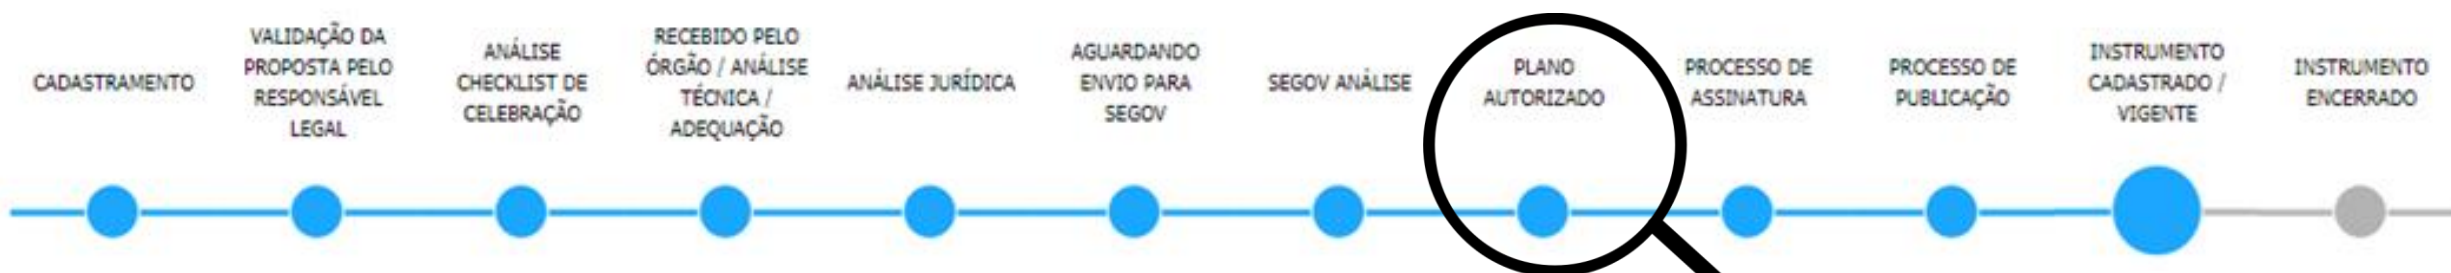 CADASTRAMENTO
VALIDAÇÃO DA
PROPOSTA PELO
RESPONSÁVEL
LEGAL
ANÁLISE
CHECKLIST DE
CELEBRAÇÃO
RECEBIDO PELO
ÓRGÃO / ANÁLISE
TÉCNICA /
ADEQUAÇÃO
ANÁLISE JURÍDICA
AGUARDANDO
ENVIO PARA
SEGOV
SEGOV ANÁLISE
PLANO
AUTORIZADO
PROCESSO DE
ASSINATURA
PROCESSO DE
PUBLICAÇÃO
INSTRUMENTO
CADASTRADO /
VIGENTE
INSTRUMENTO
ENCERRADO